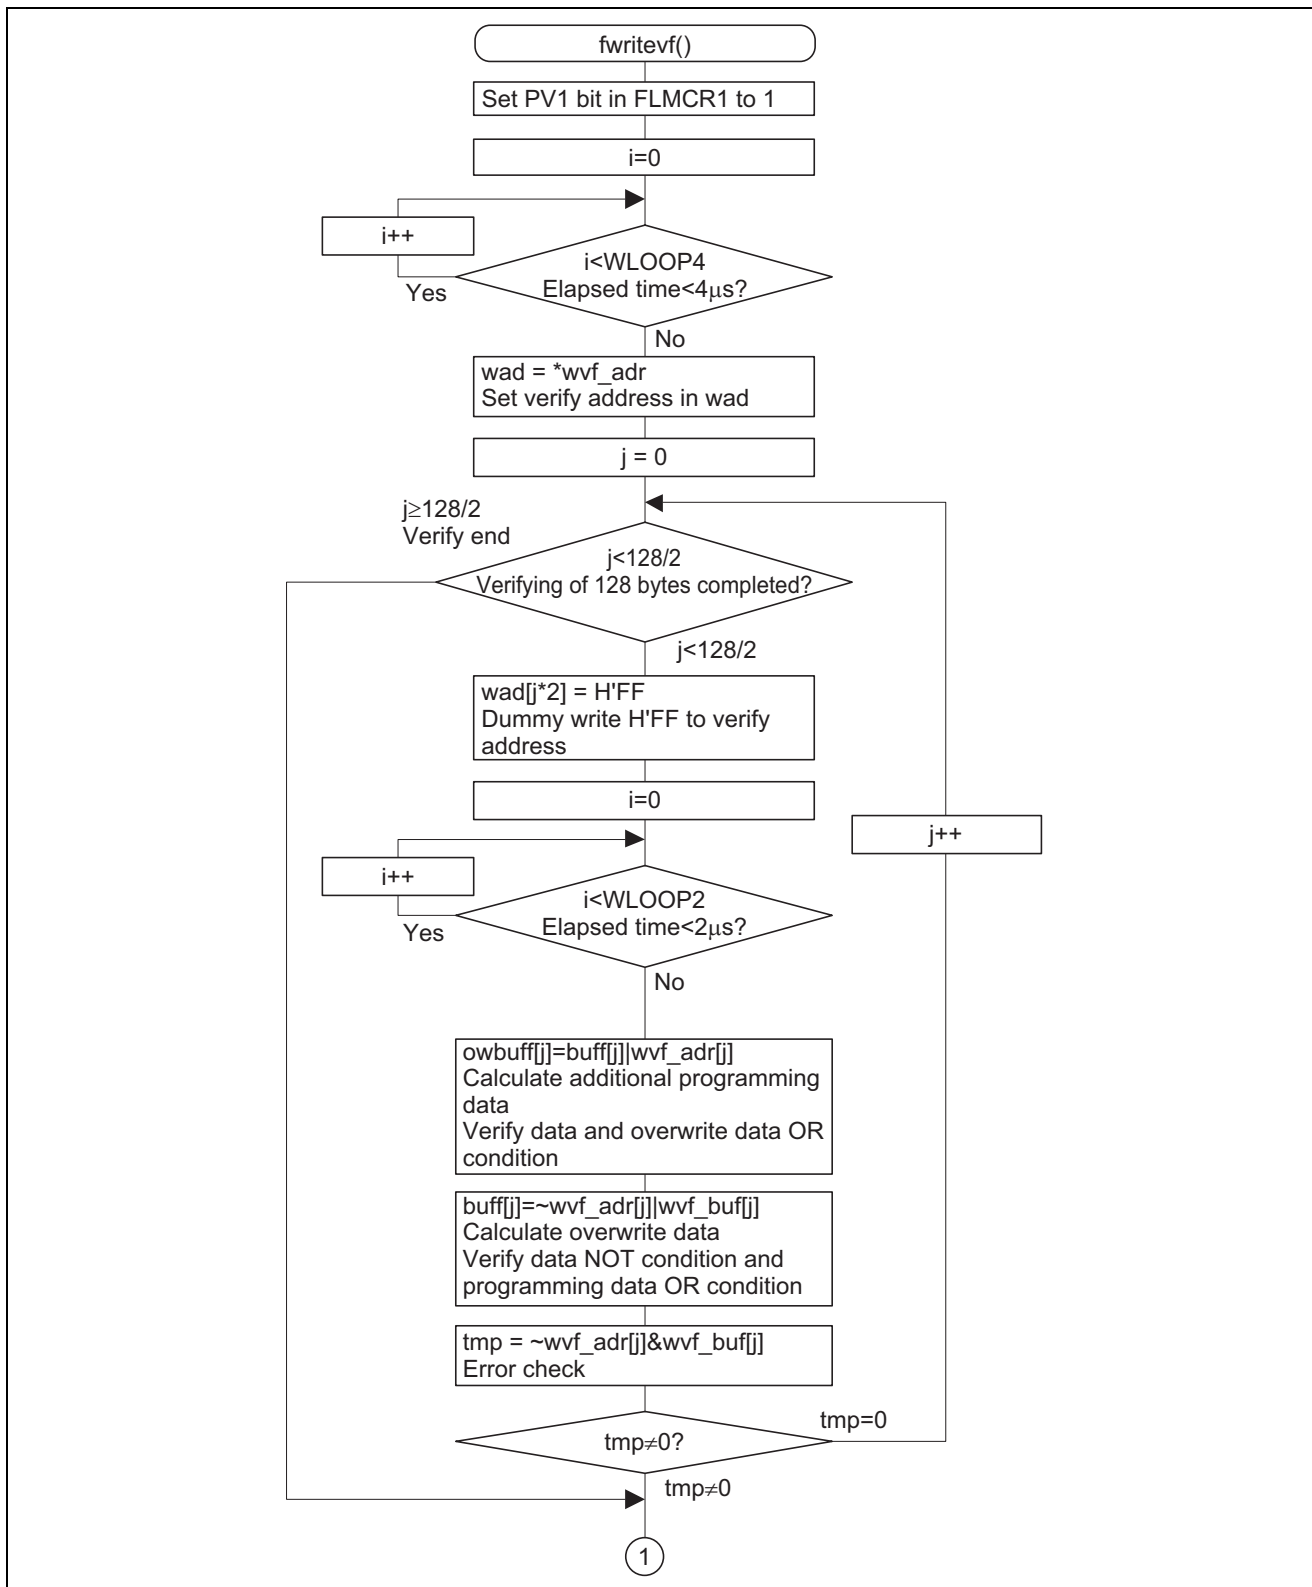 fwritevf()
Set PV1 bit in FLMCR1 to 1
i=0
i++
i<WLOOP4
Elapsed time<4μs?
Yes
No
wad = *wvf_adr
Set verify address in wad
j = 0
j≥128/2
Verify end
j<128/2
Verifying of 128 bytes completed?
j<128/2
wad[j*2] = H'FF
Dummy write H'FF to verify
address
i=0
j++
i++
i<WLOOP2
Elapsed time<2μs?
Yes
No
owbuff[j]=buff[j]|wvf_adr[j]
Calculate additional programming
data
Verify data and overwrite data OR
condition
buff[j]=~wvf_adr[j]|wvf_buf[j]
Calculate overwrite data
Verify data NOT condition and
programming data OR condition
tmp = ~wvf_adr[j]&wvf_buf[j]
Error check
tmp=0
tmp≠0?
tmp≠0
1